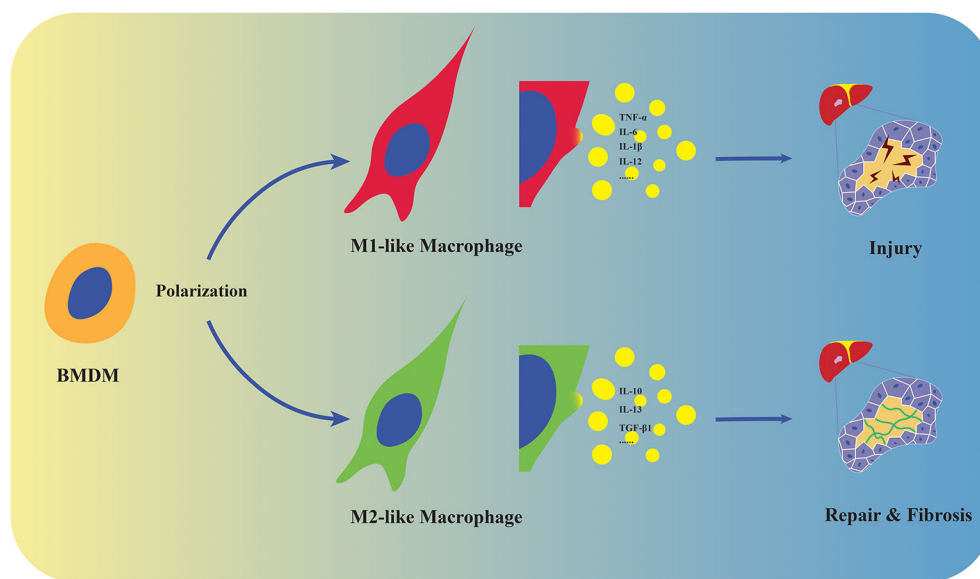 TNF-α
IL-6
IL-1β
IL-12
......
M1-like Macrophage
Injury
Polarization
BMDM
IL-10
IL-13
TGF-β1
......
M2-like Macrophage
Repair & Fibrosis